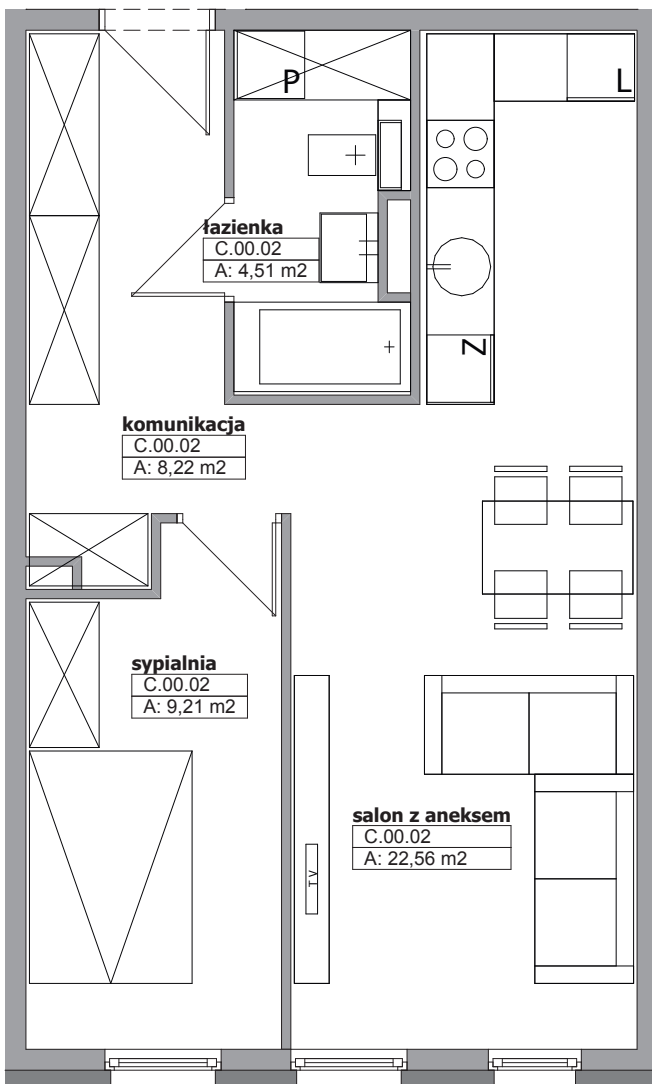 P
L
łazienka
C.00.02
A: 4,51 m2
Z
komunikacja
C.00.02
A: 8,22 m2
sypialnia
C.00.02
A: 9,21 m2
salon z aneksem
C.00.02
A: 22,56 m2
TV